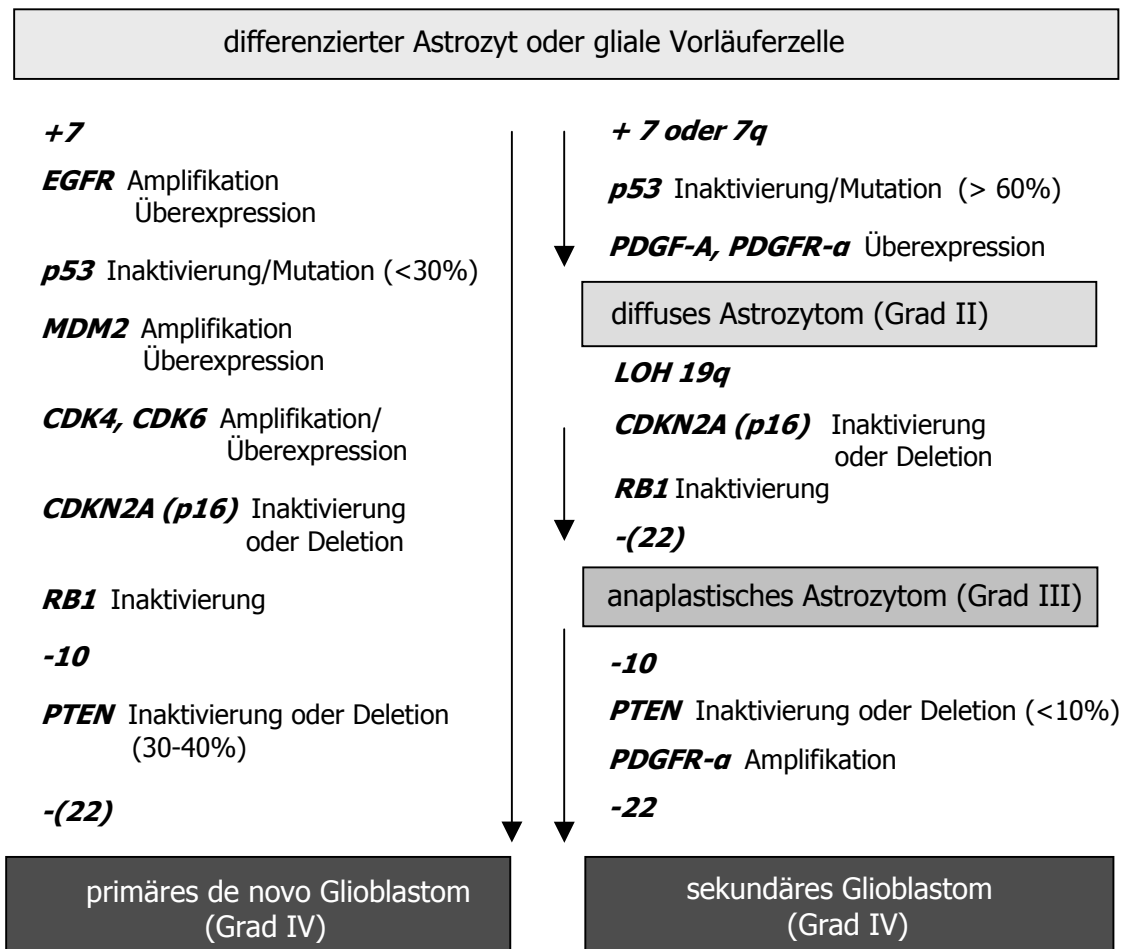 differenzierter Astrozyt oder gliale Vorläuferzelle
+7
EGFR Amplifikation
Überexpression
p53 Inaktivierung/Mutation (<30%)
MDM2 Amplifikation
Überexpression
CDK4, CDK6 Amplifikation/
Überexpression
CDKN2A (p16) Inaktivierung
oder Deletion
RB1 Inaktivierung
-10
PTEN Inaktivierung oder Deletion
(30-40%)
-(22)
primäres de novo Glioblastom
(Grad IV)
+ 7 oder 7q
p53 Inaktivierung/Mutation (> 60%)
PDGF-A, PDGFR-α Überexpression
diffuses Astrozytom (Grad II)
LOH 19q
CDKN2A (p16) Inaktivierung
oder Deletion
RB1 Inaktivierung
-(22)
anaplastisches Astrozytom (Grad III)
-10
PTEN Inaktivierung oder Deletion (<10%)
PDGFR-α Amplifikation
-22
sekundäres Glioblastom
(Grad IV)